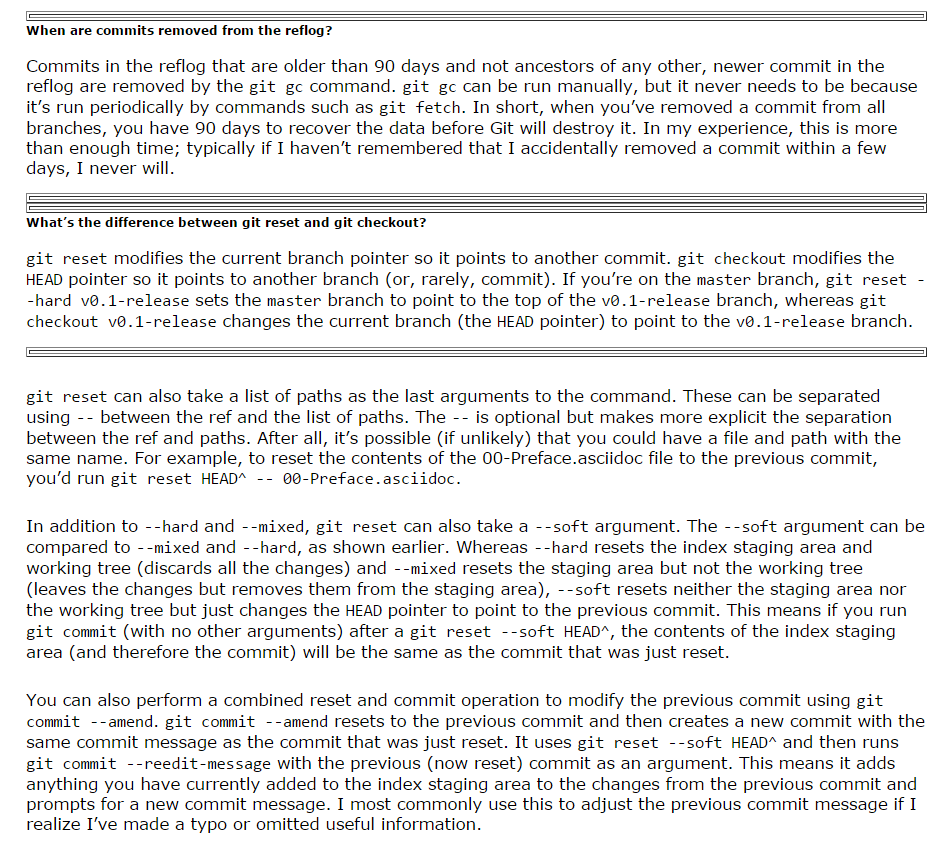 When are commits removed from the reflog?
Commits in the reflog that are older than 90 days and not ancestors of any other, newer commit in the
reflog are removed by the git gc command. git gc can be run manually, but it never needs to be because
it’s run periodically by commands such as git fetch. In short, when you’ve removed a commit from all
branches, you have 90 days to recover the data before Git will destroy it. In my experience, this is more
than enough time; typically if I haven’t remembered that I accidentally removed a commit within a few
days, I never will.
What’s the difference between git reset and git checkout?
git reset modifies the current branch pointer so it points to another commit. git checkout modifies the
HEAD pointer so it points to another branch (or, rarely, commit). If you’re on the master branch, git reset -
-hard v0.1-release sets the master branch to point to the top of the v0.1-release branch, whereas git
checkout v0.1-release changes the current branch (the HEAD pointer) to point to the v0.1-release branch.
git reset can also take a list of paths as the last arguments to the command. These can be separated
using -- between the ref and the list of paths. The -- is optional but makes more explicit the separation
between the ref and paths. After all, it’s possible (if unlikely) that you could have a file and path with the
same name. For example, to reset the contents of the 00-Preface.asciidoc file to the previous commit,
you’d run git reset HEAD^ -- 00-Preface.asciidoc.
In addition to --hard and --mixed, git reset can also take a --soft argument. The --soft argument can be
compared to --mixed and --hard, as shown earlier. Whereas --hard resets the index staging area and
working tree (discards all the changes) and --mixed resets the staging area but not the working tree
(leaves the changes but removes them from the staging area), --soft resets neither the staging area nor
the working tree but just changes the HEAD pointer to point to the previous commit. This means if you run
git commit (with no other arguments) after a git reset --soft HEAD^, the contents of the index staging
area (and therefore the commit) will be the same as the commit that was just reset.
You can also perform a combined reset and commit operation to modify the previous commit using git
commit --amend. git commit --amend resets to the previous commit and then creates a new commit with the
same commit message as the commit that was just reset. It uses git reset --soft HEAD^ and then runs
git commit --reedit-message with the previous (now reset) commit as an argument. This means it adds
anything you have currently added to the index staging area to the changes from the previous commit and
prompts for a new commit message. I most commonly use this to adjust the previous commit message if I
realize I’ve made a typo or omitted useful information.